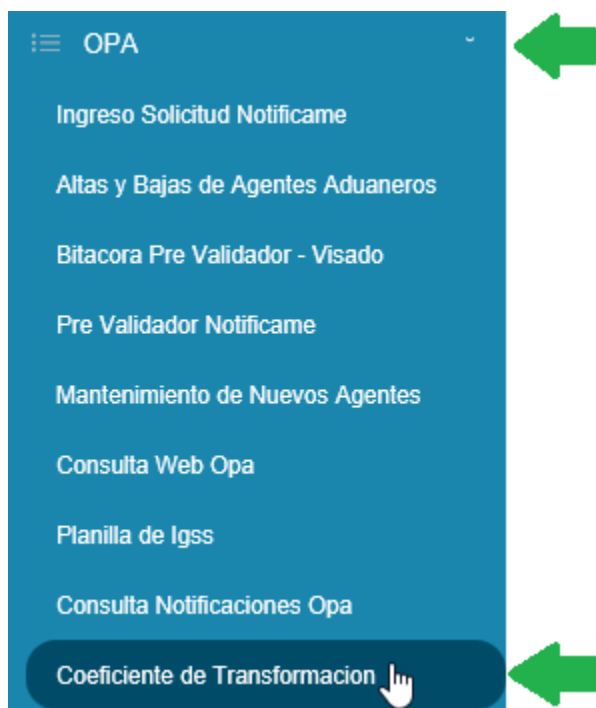 OPA
Ingreso Solicitud Notificame
Altas y Bajas de Agentes Aduaneros
Bitacora Pre Validador - Visado
Pre Validador Notificame
Mantenimiento de Nuevos Agentes
Consulta Web Opa
Planilla de Igss
Consulta Notificaciones Opa
Coeficiente de Transformacion